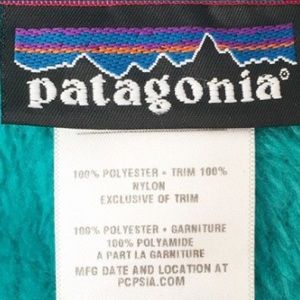 patagonia®
100% POLYESTER • TRIM 100%
NYLON
EXCLUSIVE OF TRIM
100% POLYESTER • GARNITURE
100% POLYAMIDE
A PART LA GARNITURE
MFG DATE AND LOCATION AT
PCPSIA.COM